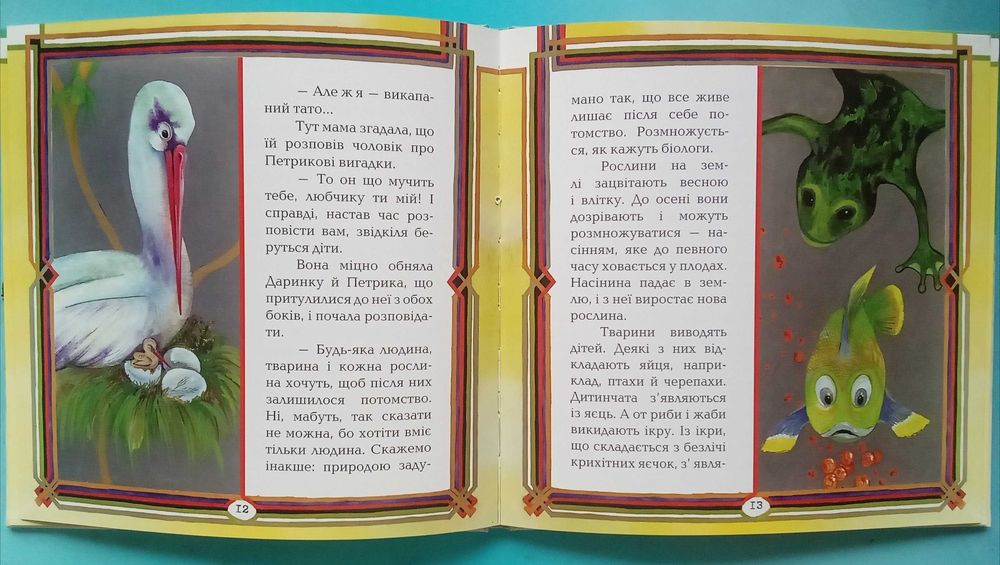 — Але ж я — викапа-
ний тато...
Тут мама згадала, що
їй розповів чоловік про
Петрикові вигадки.
— То он що мучить
тебе, любчику ти мій! І
справді, настав час роз-
повісти вам, звідкіля бе-
руться діти.
Вона міцно обняла
Даринку й Петрика, що
притулилися до неї з обох
боків, і почала розповіда-
ти.
— Будь-яка людина,
тварина і кожна росли-
на хочуть, щоб після них
залишилося потомство.
Ні, мабуть, так сказати
не можна, бо хотіти вміє
тільки людина. Скажемо
інакше: природою заду-
12
мано так, що все живе
лишає після себе по-
томство. Розмножуєть-
ся, як кажуть біологи.
Рослини на зем-
лі зацвітають весною
і влітку. До осені вони
дозрівають і можуть
розмножуватися — на-
сінням, яке до певного
часу ховається у плодах.
Насінина падає в зем-
лю, і з неї виростає нова
рослина.
Тварини виводять
дітей. Деякі з них від-
кладають яйця, напри-
клад, птахи й черепахи.
Дитинчата з’являються
із яєць. А от риби і жаби
викидають ікру. Із ікри,
що складається з безлічі
крихітних яєчок, з’ явля-
13